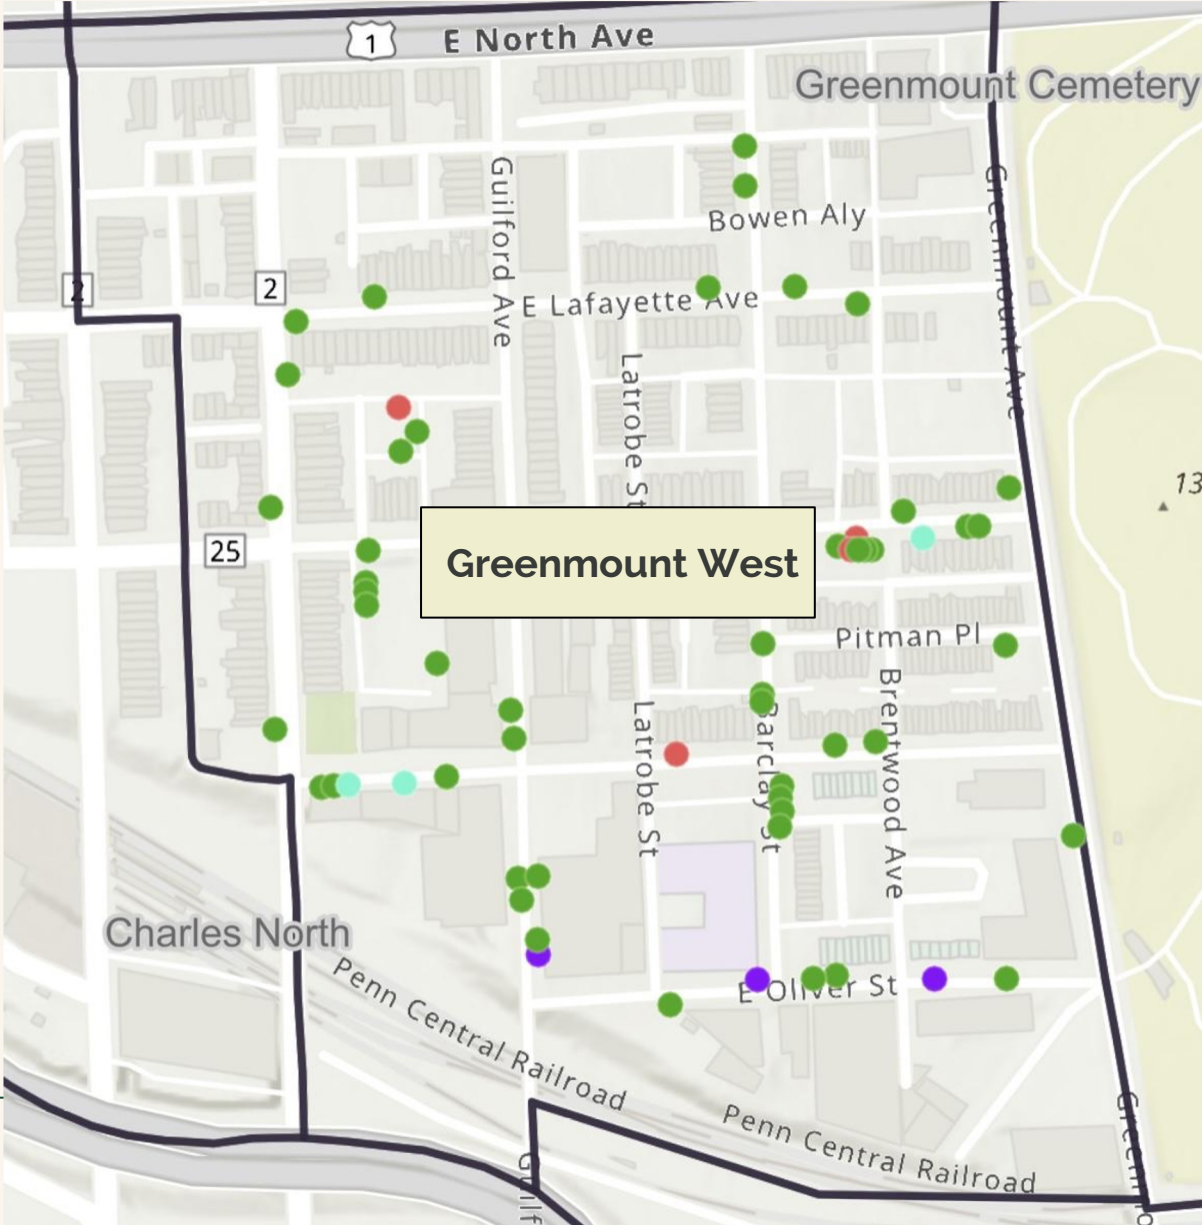 1
E North Ave
Greenmount Cemetery
Guilford Ave
Greenmount Ave
Bowen Aly
2
2
E Lafayette Ave
Latrobe St
13
25
Greenmount West
Pitman Pl
Brentwood Ave
Latrobe St
Barclay St
Charles North
Penn Central Railroad
E Oliver St
Penn Central Railroad
Guilf
Greenmo